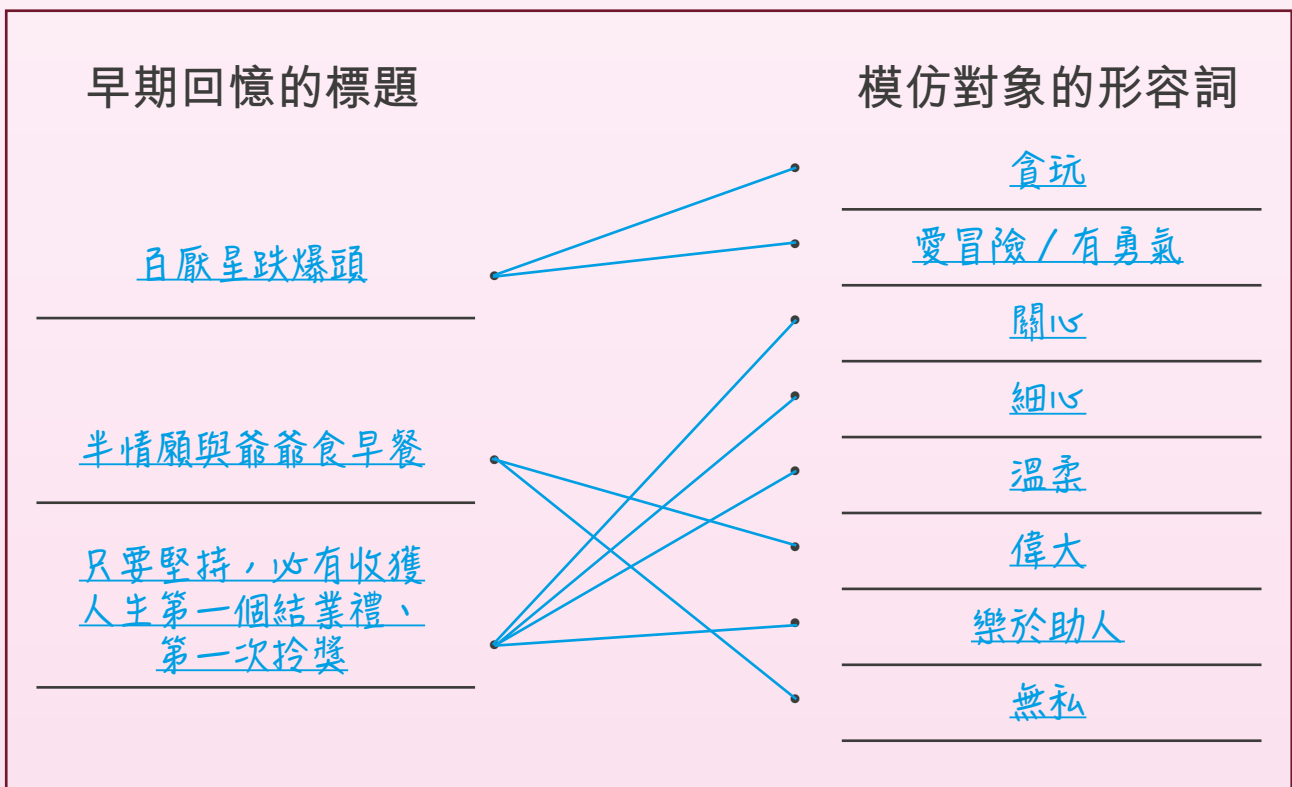 早期回憶的標題
模仿對象的形容詞
百厭星跌爆頭
半情願與爺爺食早餐
只要堅持，必有收獲
人生第一個結業禮、
第一次拎獎
貪玩
愛冒險／有勇氣
關心
細心
溫柔
偉大
樂於助人
無私